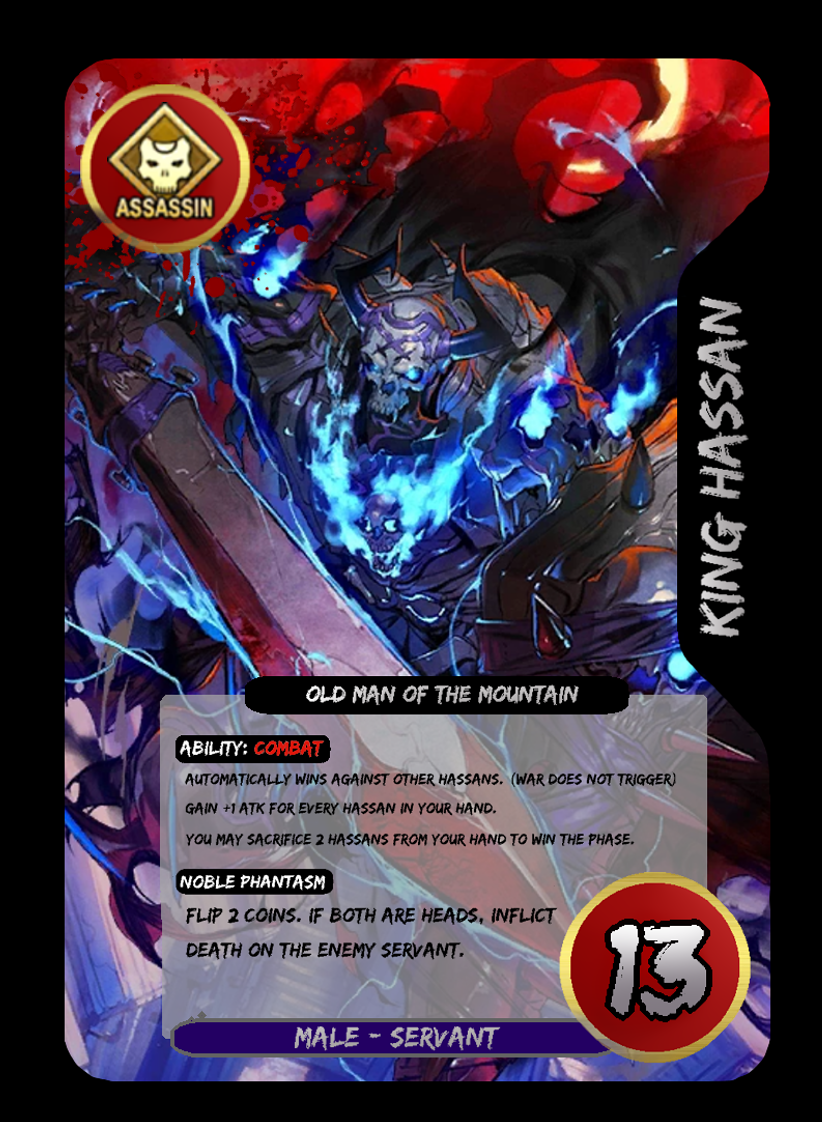 ASSASSIN
KING HASSAN
OLD MAN OF THE MOUNTAIN
ABILITY: COMBAT
AUTOMATICALLY WINS AGAINST OTHER HASSANS. (WAR DOES NOT TRIGGER)
GAIN +1 ATK FOR EVERY HASSAN IN YOUR HAND.
YOU MAY SACRIFICE 2 HASSANS FROM YOUR HAND TO WIN THE PHASE.
NOBLE PHANTASM
FLIP 2 COINS. IF BOTH ARE HEADS, INFLICT
DEATH ON THE ENEMY SERVANT.
13
MALE - SERVANT